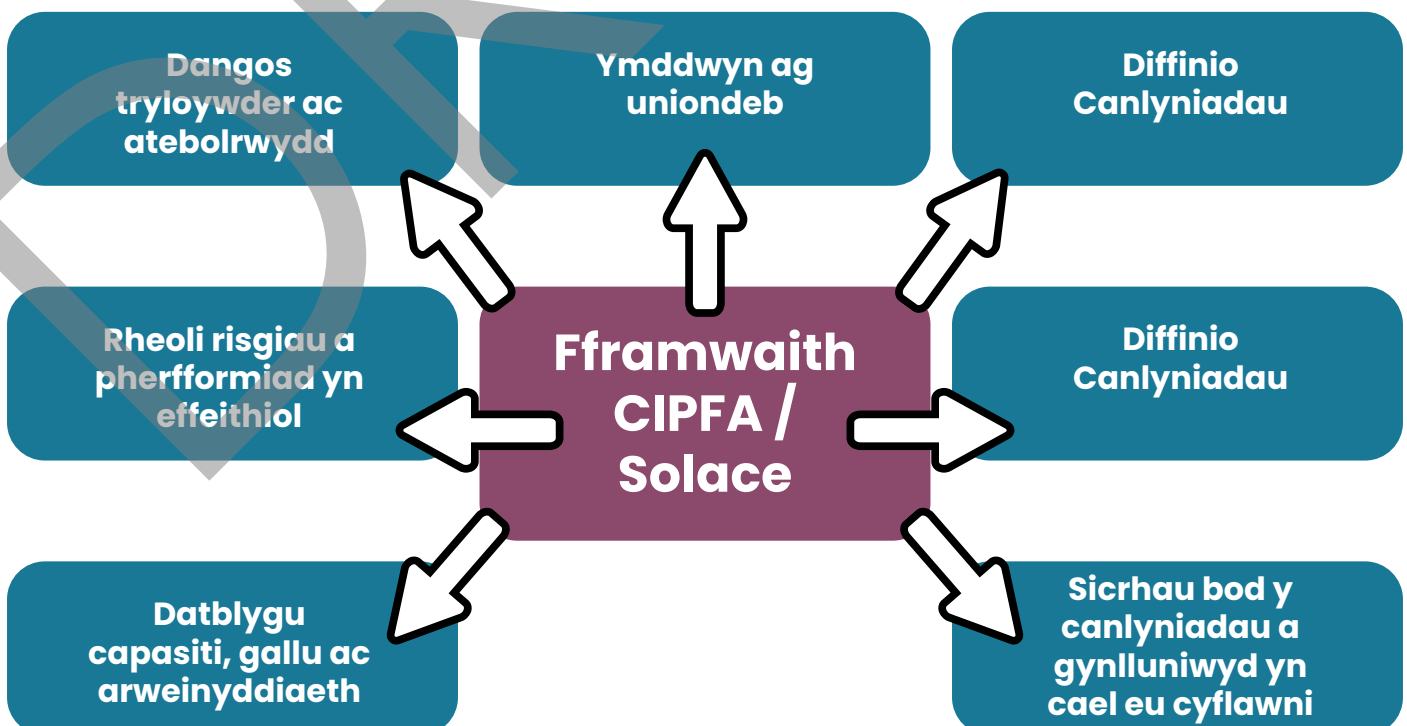 Dangos
tryloywder ac
atebolrwydd
Ymddwyn ag
uniondeb
Diffinio
Canlyniadau
Rheoli risgiau a
pherfformiad yn
effeithiol
Fframwaith
CIPFA /
Solace
Diffinio
Canlyniadau
Datblygu
capasiti, gallu ac
arweinyddiaeth
Sicrhau bod y
canlyniadau a
gynlluniwyd yn
cael eu cyflawni